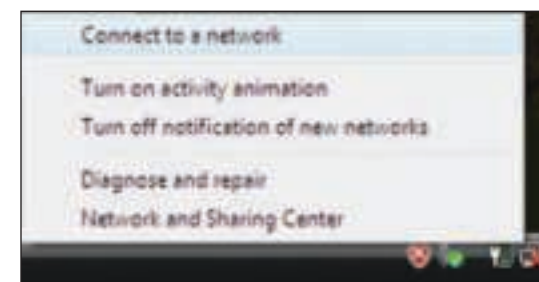 Connect to a network
Turn on activity animation
Turn off notification of new networks
Diagnose and repair
Network and Sharing Center